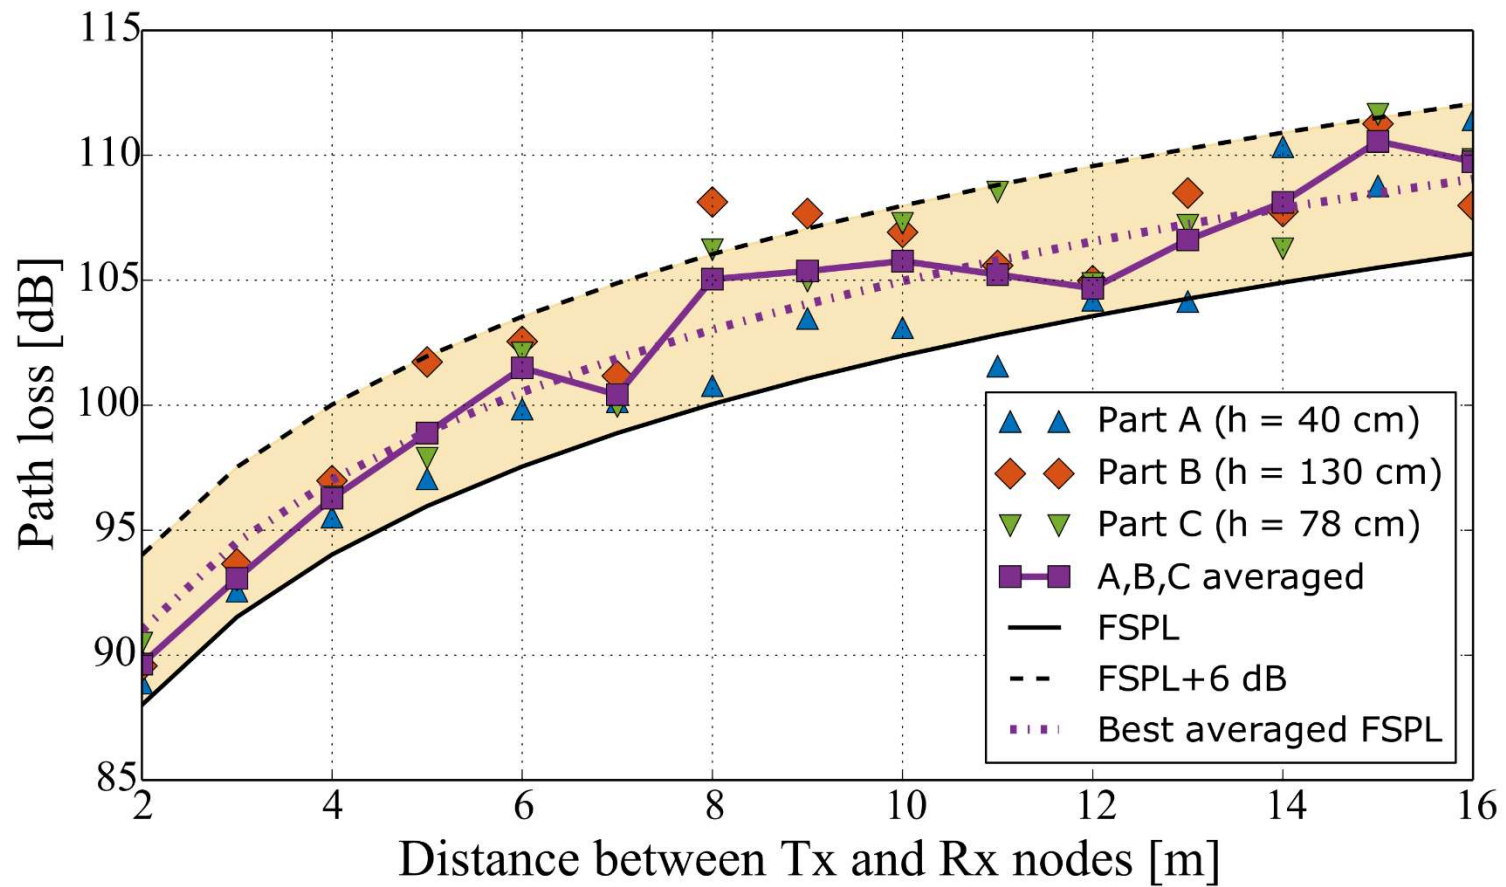 115
110
105
100
95
90
85
Path loss [dB]
2 4 6 8 10 12 14 16
Distance between Tx and Rx nodes [m]
Part A (h = 40 cm)
Part B (h = 130 cm)
Part C (h = 78 cm)
A,B,C averaged
FSPL
FSPL+6 dB
Best averaged FSPL